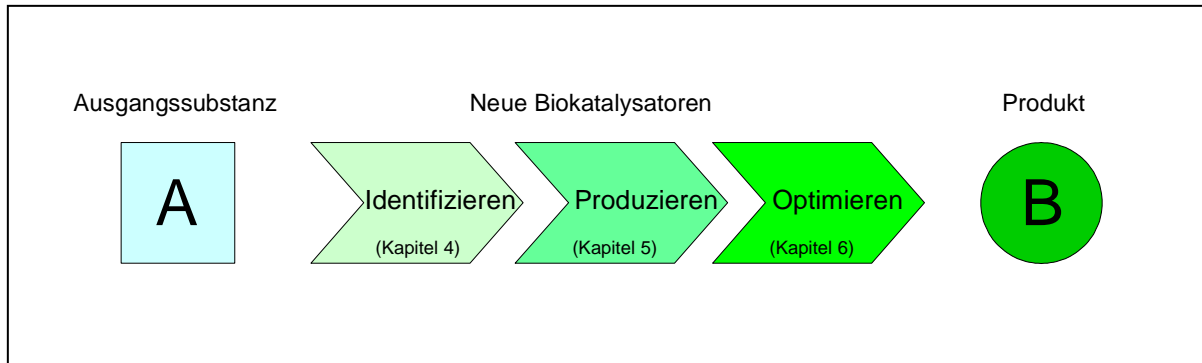 Ausgangssubstanz Neue Biokatalysatoren Produkt
A Identifizieren Produzieren Optimieren B
(Kapitel 4) (Kapitel 5) (Kapitel 6)